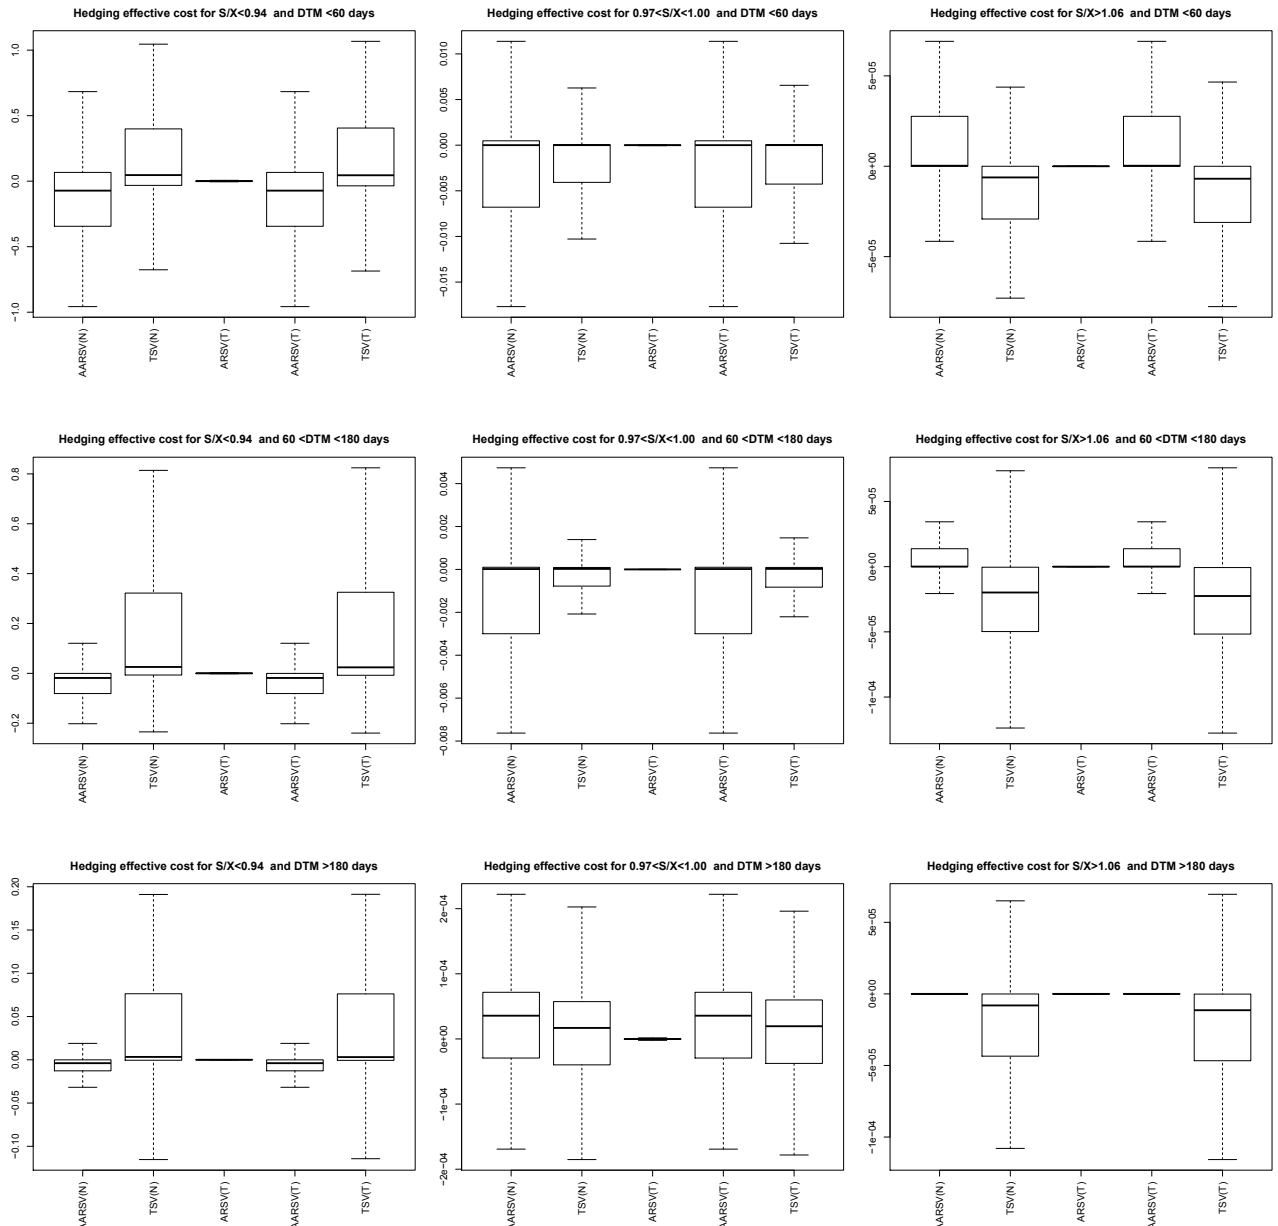 Hedging effective cost for S/X<0.94 and DTM <60 days
1.0
0.5
0.0
−0.5
−1.0
AARSV(N)
TSV(N)
ARSV(T)
AARSV(T)
TSV(T)
Hedging effective cost for 0.97<S/X<1.00 and DTM <60 days
0.010
0.005
0.000
−0.005
−0.010
−0.015
AARSV(N)
TSV(N)
ARSV(T)
AARSV(T)
TSV(T)
Hedging effective cost for S/X>1.06 and DTM <60 days
5e−05
0e+00
−5e−05
AARSV(N)
TSV(N)
ARSV(T)
AARSV(T)
TSV(T)
Hedging effective cost for S/X<0.94 and 60 <DTM <180 days
0.8
0.6
0.4
0.2
0.0
−0.2
AARSV(N)
TSV(N)
ARSV(T)
AARSV(T)
TSV(T)
Hedging effective cost for 0.97<S/X<1.00 and 60 <DTM <180 days
0.004
0.002
0.000
−0.002
−0.004
−0.006
−0.008
AARSV(N)
TSV(N)
ARSV(T)
AARSV(T)
TSV(T)
Hedging effective cost for S/X>1.06 and 60 <DTM <180 days
5e−05
0e+00
−5e−05
−1e−04
AARSV(N)
TSV(N)
ARSV(T)
AARSV(T)
TSV(T)
Hedging effective cost for S/X<0.94 and DTM >180 days
0.20
0.15
0.10
0.05
0.00
−0.05
−0.10
AARSV(N)
TSV(N)
ARSV(T)
AARSV(T)
TSV(T)
Hedging effective cost for 0.97<S/X<1.00 and DTM >180 days
2e−04
1e−04
0e+00
−1e−04
−2e−04
AARSV(N)
TSV(N)
ARSV(T)
AARSV(T)
TSV(T)
Hedging effective cost for S/X>1.06 and DTM >180 days
5e−05
0e+00
−5e−05
−1e−04
AARSV(N)
TSV(N)
ARSV(T)
AARSV(T)
TSV(T)